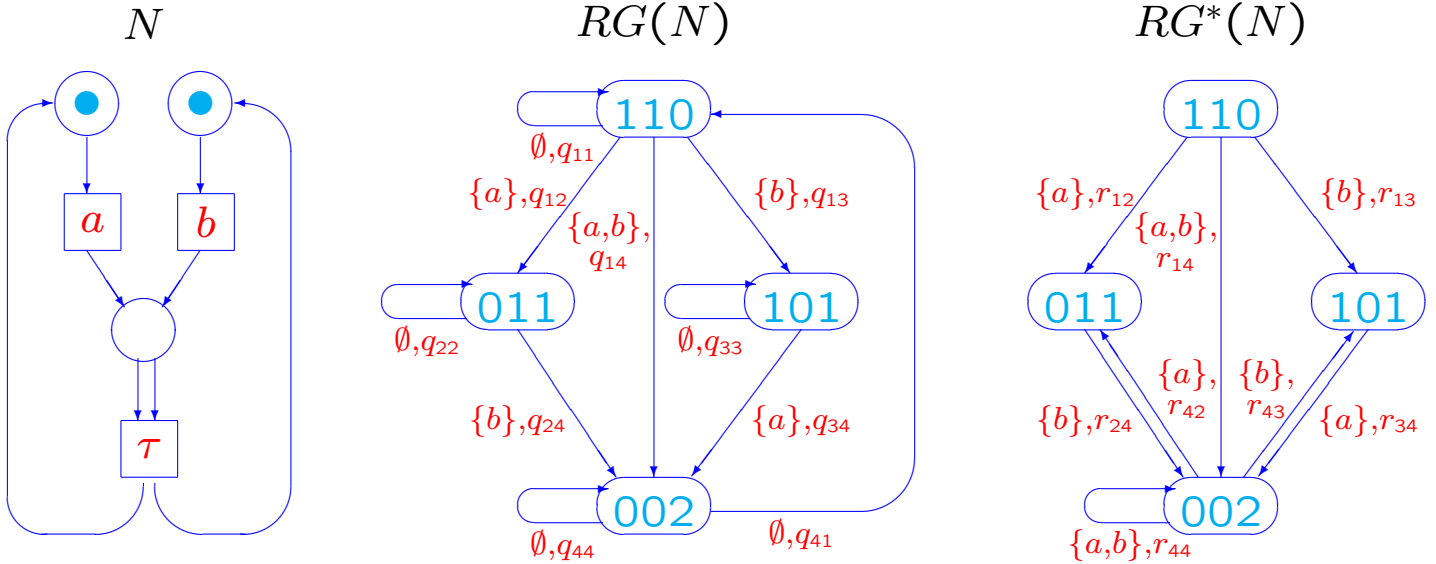 N
RG(N)
RG*(N)
a
b
τ
110
∅,q₁₁
{a},q₁₂
{a,b},
q₁₄
{b},q₁₃
011
∅,q₂₂
101
∅,q₃₃
{b},q₂₄
{a},q₃₄
002
∅,q₄₄
∅,q₄₁
110
{a},r₁₂
{a,b},
r₁₄
{b},r₁₃
011
101
{b},r₂₄
{a},
r₄₂
{b},
r₄₃
{a},r₃₄
002
{a,b},r₄₄